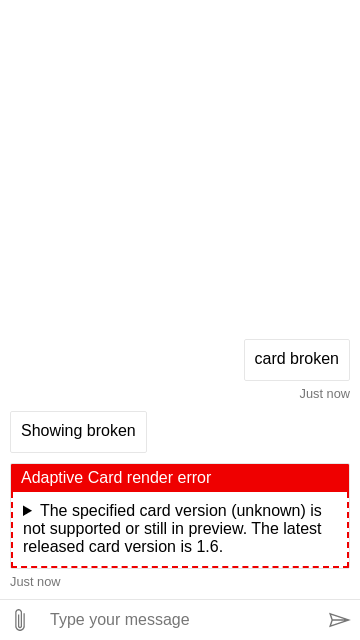 card broken
Just now
Showing broken
Adaptive Card render error
The specified card version (unknown) is
not supported or still in preview. The latest
released card version is 1.6.
Just now
Type your message